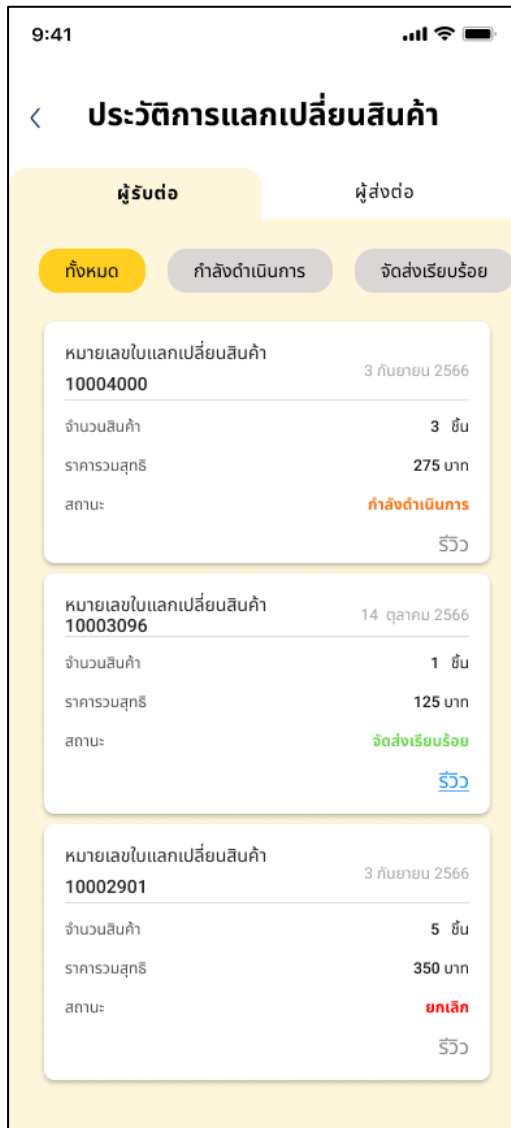 9:41
ประวัติการแลกเปลี่ยนสินค้า
ผู้รับต่อ ผู้ส่งต่อ
ทั้งหมด กำลังดำเนินการ จัดส่งเรียบร้อย
หมายเลขใบแลกเปลี่ยนสินค้า
10004000 3 กันยายน 2566
จำนวนสินค้า 3 ชิ้น
ราคารวมสุทธิ 275 บาท
สถานะ กำลังดำเนินการ
รีวิว
หมายเลขใบแลกเปลี่ยนสินค้า
10003096 14 ตุลาคม 2566
จำนวนสินค้า 1 ชิ้น
ราคารวมสุทธิ 125 บาท
สถานะ จัดส่งเรียบร้อย
รีวิว
หมายเลขใบแลกเปลี่ยนสินค้า
10002901 3 กันยายน 2566
จำนวนสินค้า 5 ชิ้น
ราคารวมสุทธิ 350 บาท
สถานะ ยกเลิก
รีวิว